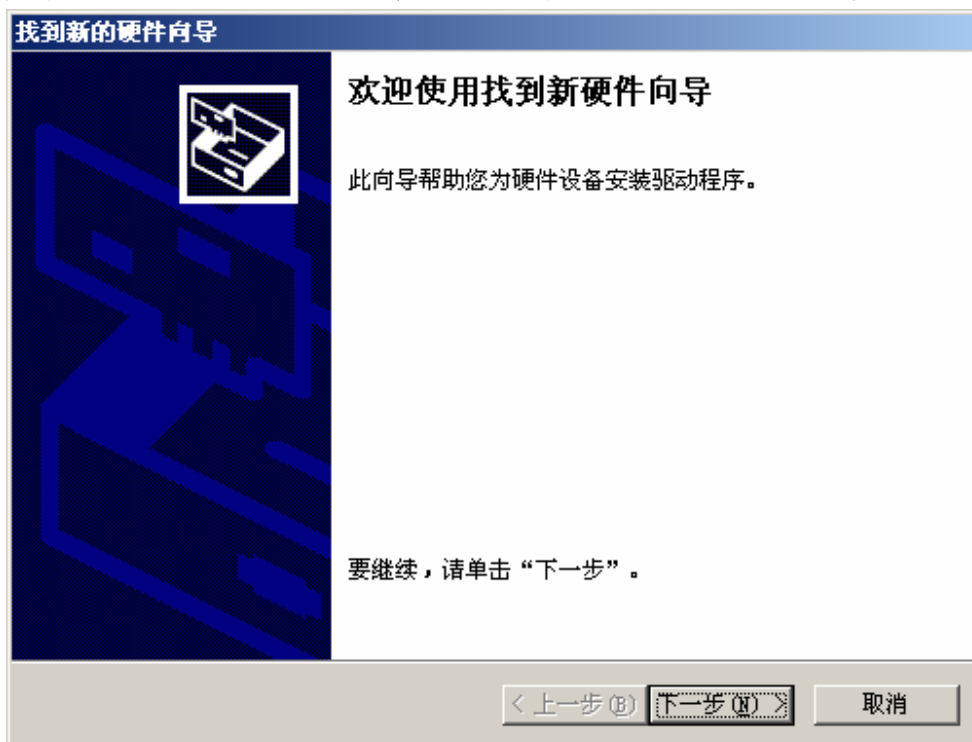 找到新的硬件向导
欢迎使用找到新硬件向导
此向导帮助您为硬件设备安装驱动程序。
要继续，请单击“下一步”。
< 上一步(B) 下一步(N) > 取消